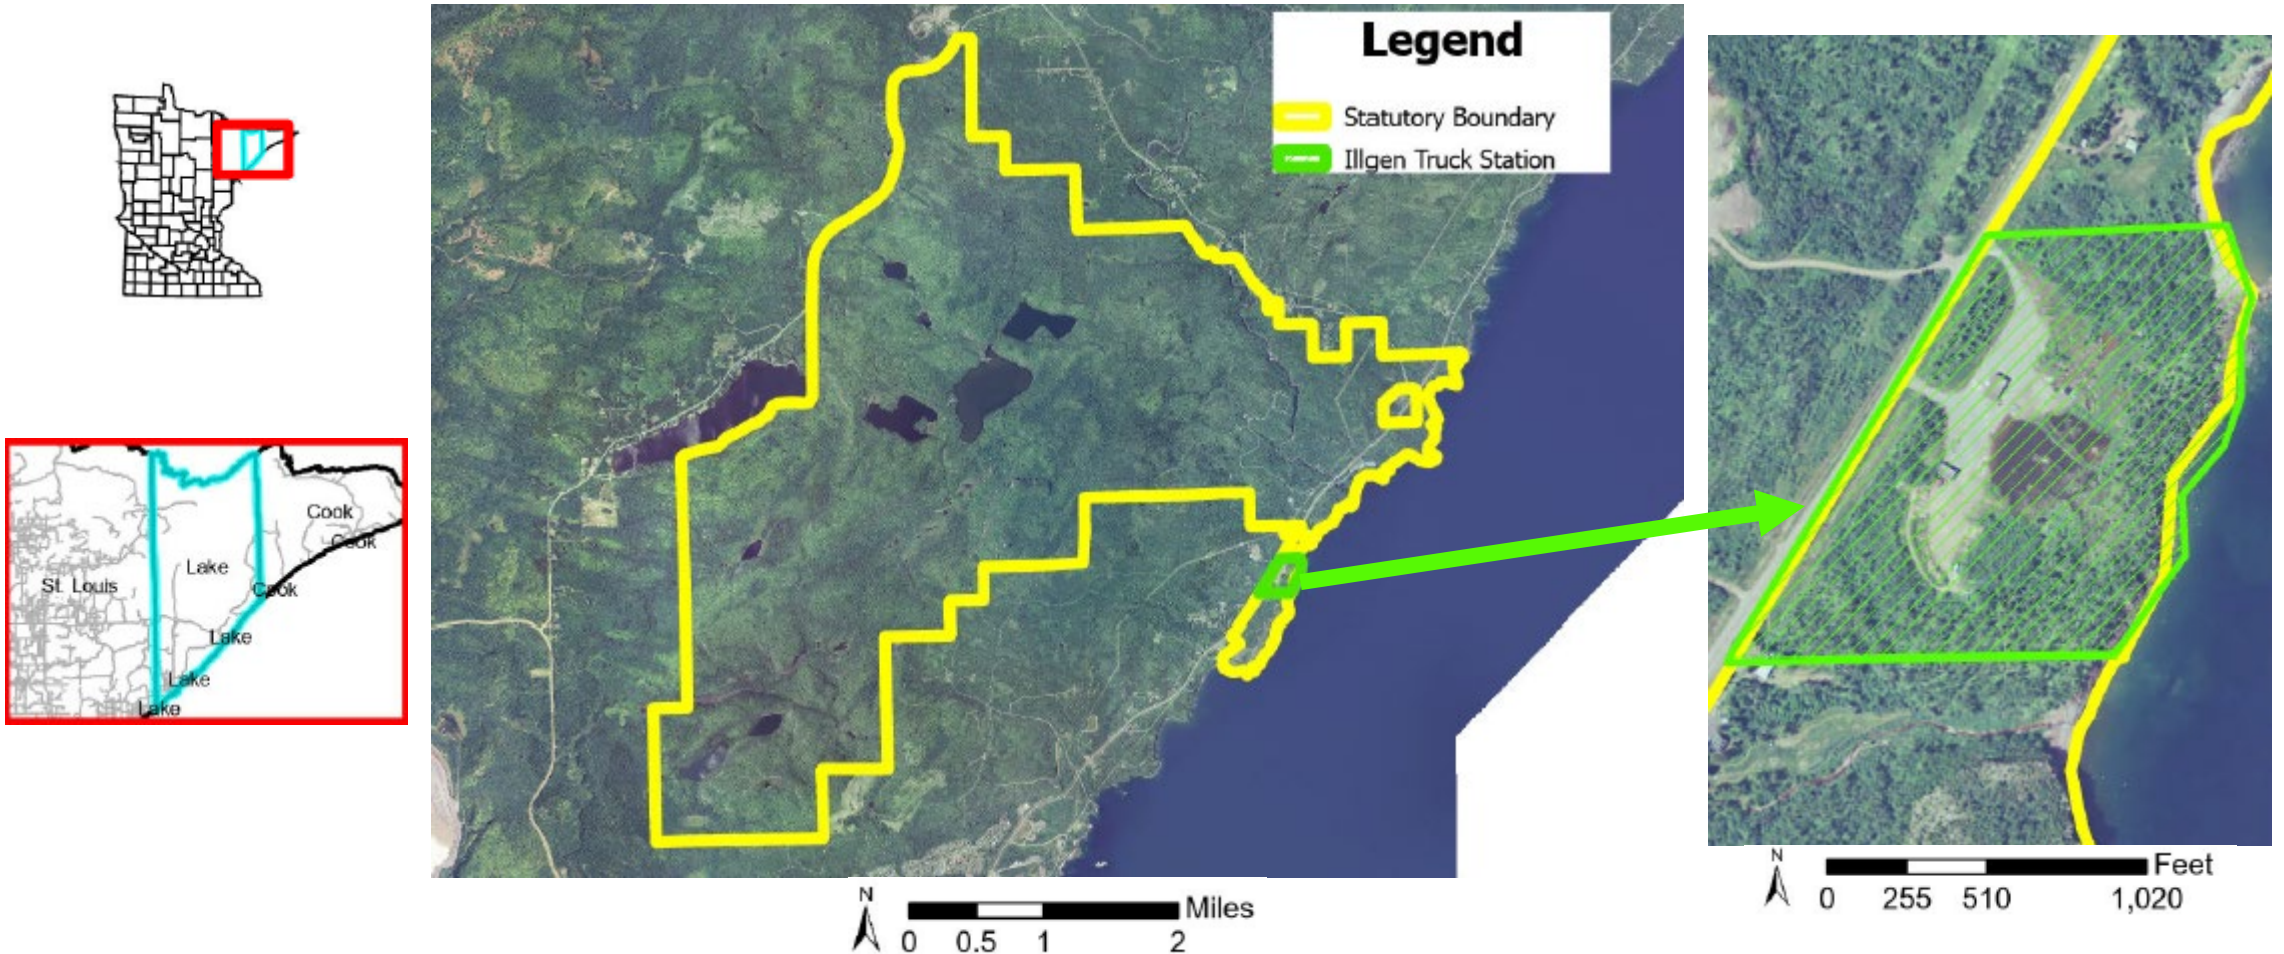 Legend
Statutory Boundary
Illgen Truck Station
Cook
Cook
Lake
St. Louis
Cook
Lake
Lake
Lake
N
Miles
0 0.5 1 2
N
Feet
0 255 510 1,020